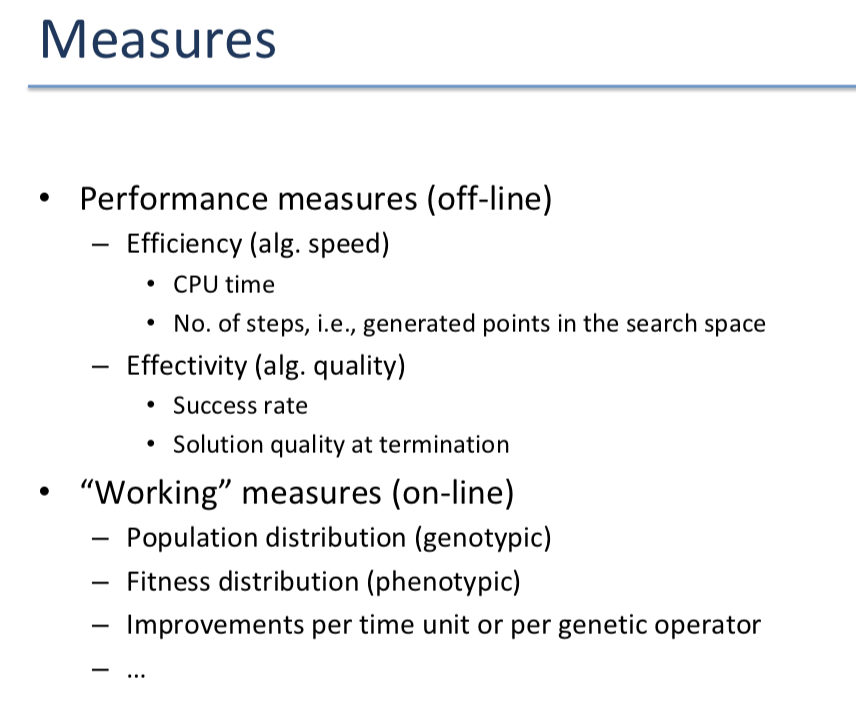 Measures
• Performance measures (off-line)
– Efficiency (alg. speed)
• CPU time
• No. of steps, i.e., generated points in the search space
– Effectivity (alg. quality)
• Success rate
• Solution quality at termination
• “Working” measures (on-line)
– Population distribution (genotypic)
– Fitness distribution (phenotypic)
– Improvements per time unit or per genetic operator
– ...